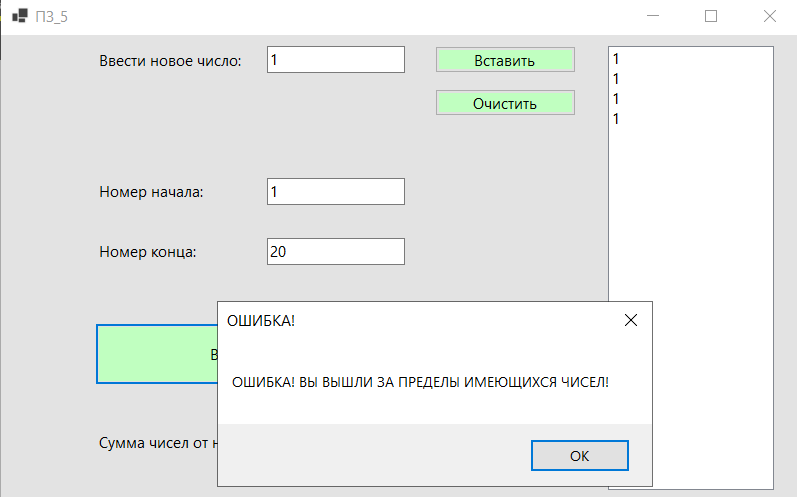 ПЗ_5
Ввести новое число:
1
Вставить
Очистить
1
1
1
1
Номер начала:
1
Номер конца:
20
ОШИБКА!
ОШИБКА! ВЫ ВЫШЛИ ЗА ПРЕДЕЛЫ ИМЕЮЩИХСЯ ЧИСЕЛ!
Сумма чисел от
ОК